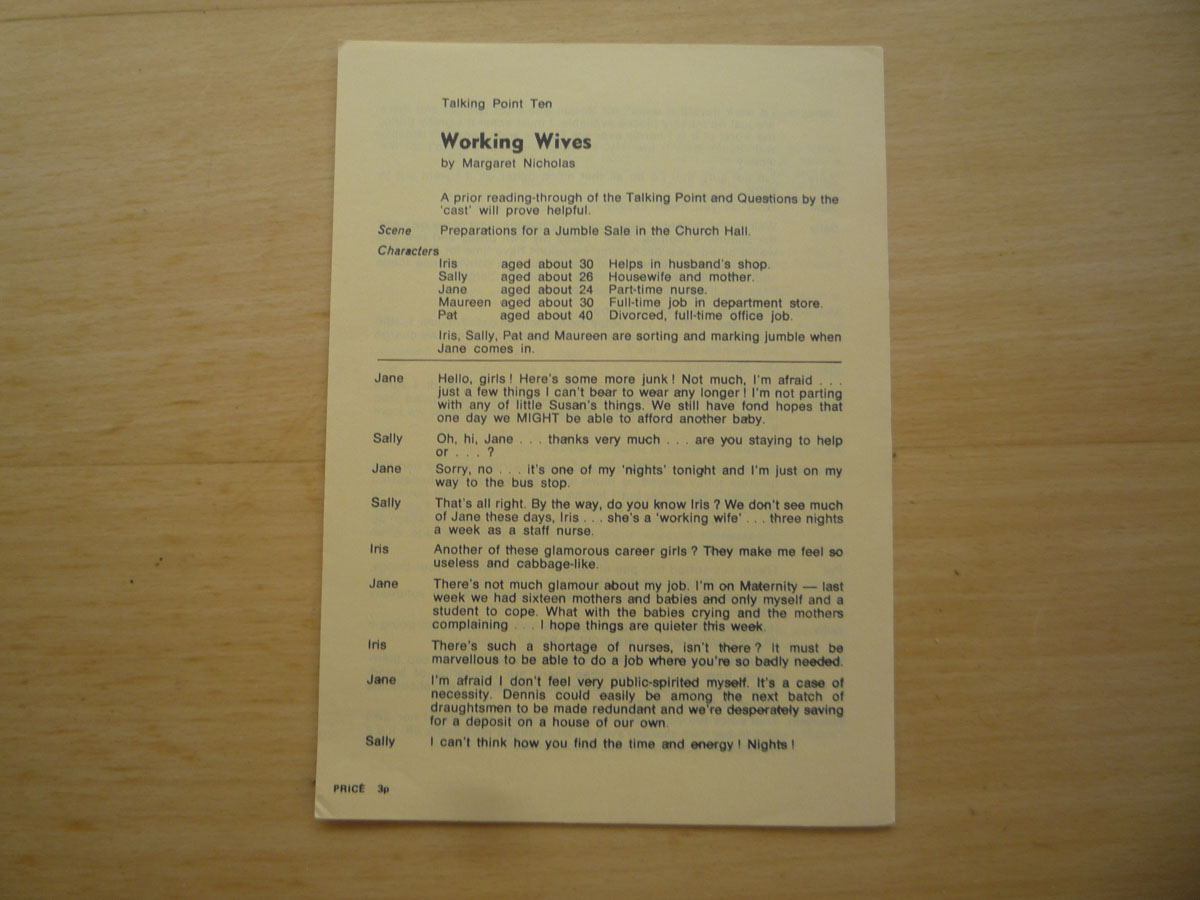 Talking Point Ten
Working Wives
by Margaret Nicholas
A prior reading-through of the Talking Point and Questions by the
'cast' will prove helpful.
Scene Preparations for a Jumble Sale in the Church Hall.
Characters
Iris aged about 30 Helps in husband's shop.
Sally aged about 26 Housewife and mother.
Jane aged about 24 Part-time nurse.
Maureen aged about 30 Full-time job in department store.
Pat aged about 40 Divorced, full-time office job.
Iris, Sally, Pat and Maureen are sorting and marking jumble when
Jane comes in.
Jane Hello, girls! Here's some more junk! Not much, I'm afraid . . .
just a few things I can't bear to wear any longer! I'm not parting
with any of little Susan's things. We still have fond hopes that
one day we MIGHT be able to afford another baby.
Sally Oh, hi, Jane . . . thanks very much . . . are you staying to help
or . . . ?
Jane Sorry, no . . . it's one of my 'nights' tonight and I'm just on my
way to the bus stop.
Sally That's all right. By the way, do you know Iris? We don't see much
of Jane these days, Iris . . . she's a 'working wife' . . . three nights
a week as a staff nurse.
Iris Another of these glamorous career girls? They make me feel so
useless and cabbage-like.
Jane There's not much glamour about my job. I'm on Maternity — last
week we had sixteen mothers and babies and only myself and a
student to cope. What with the babies crying and the mothers
complaining . . . I hope things are quieter this week.
Iris There's such a shortage of nurses, isn't there? It must be
marvellous to be able to do a job where you're so badly needed.
Jane I'm afraid I don't feel very public-spirited myself. It's a case of
necessity. Dennis could easily be among the next batch of
draughtsmen to be made redundant and we're desperately saving
for a deposit on a house of our own.
Sally I can't think how you find the time and energy! Nights!
PRICE 3p